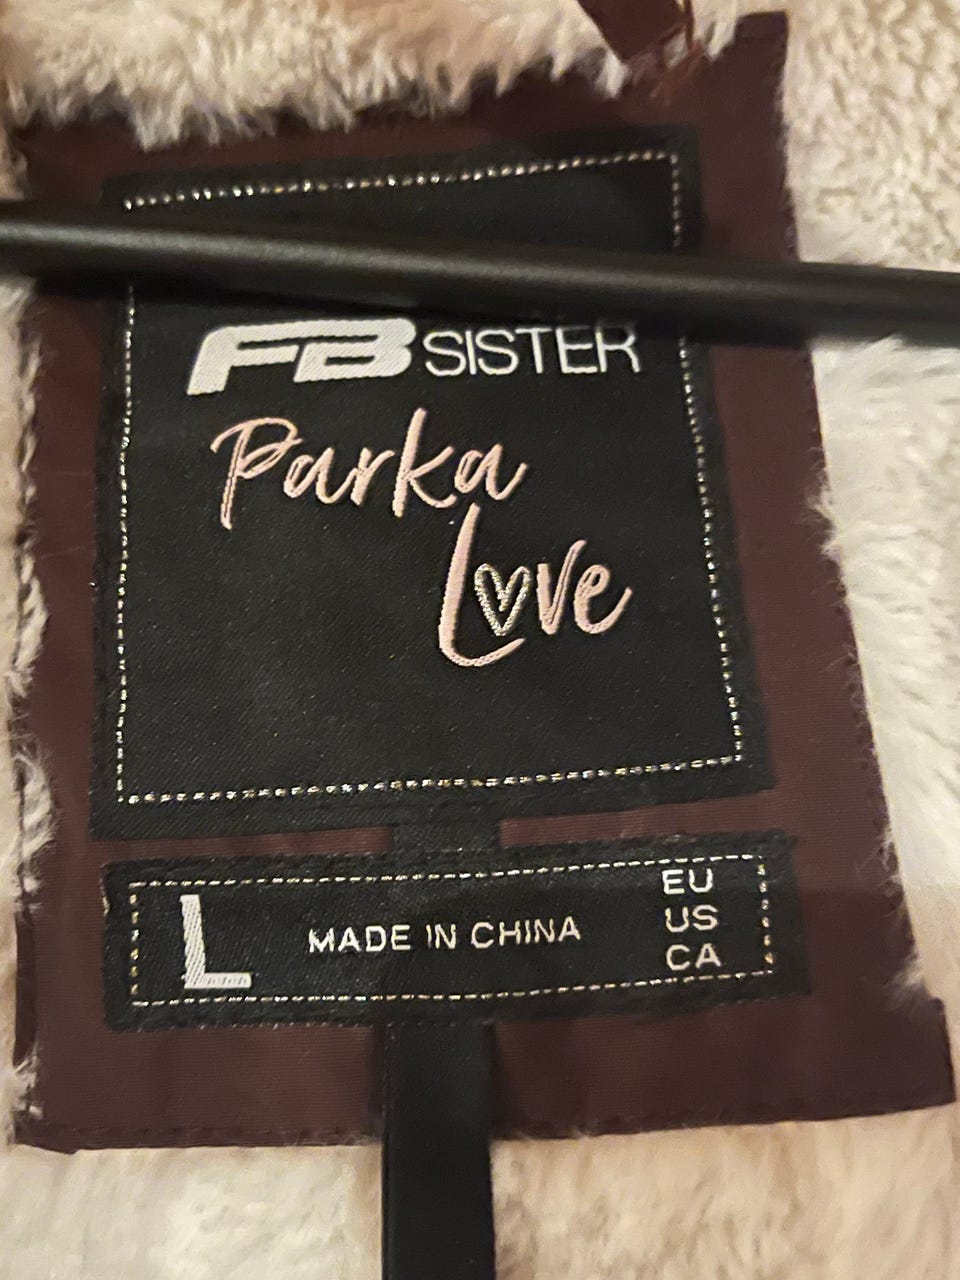 FB SISTER
Parka
Love
L MADE IN CHINA
EU
US
CA